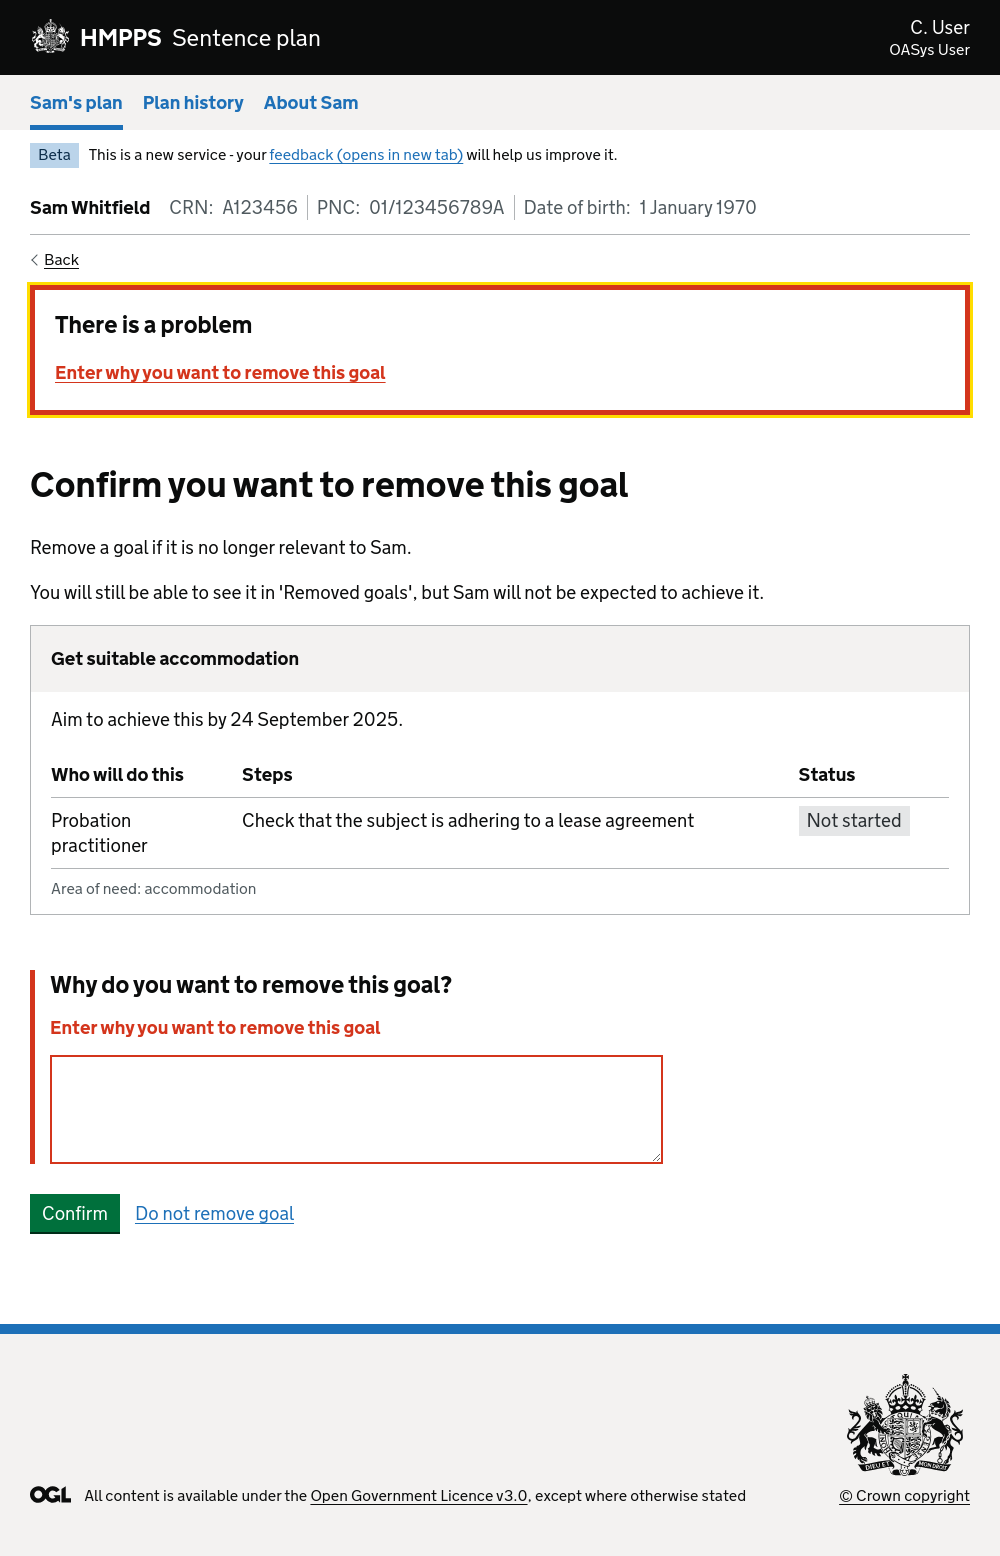 HMPPS Sentence plan
C. User
OASys User
Sam's plan Plan history About Sam
Beta This is a new service - your feedback (opens in new tab) will help us improve it.
Sam Whitfield CRN: A123456 PNC: 01/123456789A Date of birth: 1 January 1970
Back
There is a problem
Enter why you want to remove this goal
Confirm you want to remove this goal
Remove a goal if it is no longer relevant to Sam.
You will still be able to see it in 'Removed goals', but Sam will not be expected to achieve it.
Get suitable accommodation
Aim to achieve this by 24 September 2025.
Who will do this Steps Status
Probation practitioner Check that the subject is adhering to a lease agreement Not started
Area of need: accommodation
Why do you want to remove this goal?
Enter why you want to remove this goal
Confirm Do not remove goal
DIEU ET MON DROIT
OGL All content is available under the Open Government Licence v3.0, except where otherwise stated
© Crown copyright